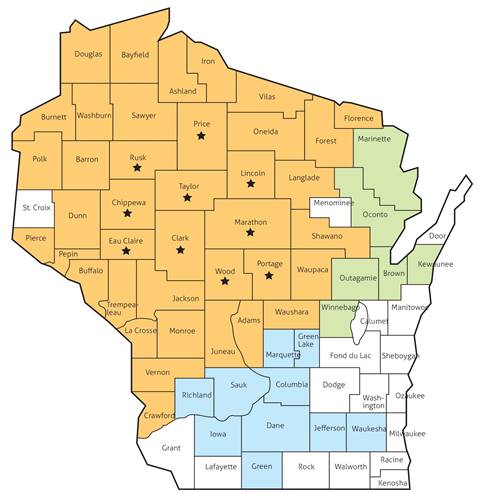 Douglas
Bayfield
Iron
Ashland
Vilas
Burnett
Washburn
Sawyer
Price
Oneida
Florence
Forest
Marinette
Polk
Barron
Rusk
Taylor
Lincoln
Langlade
St. Croix
Dunn
Chippewa
Menominee
Oconto
Pierce
Pepin
Eau Claire
Clark
Marathon
Shawano
Door
Buffalo
Trempea-
leau
Jackson
Wood
Portage
Waupaca
Outagamie
Brown
Kewaunee
La Crosse
Monroe
Juneau
Adams
Waushara
Winnebago
Calumet
Manitowoc
Marquette
Green
Lake
Fond du Lac
Sheboygan
Vernon
Richland
Sauk
Columbia
Dodge
Wash-
ington
Ozaukee
Crawford
Grant
Iowa
Dane
Jefferson
Waukesha
Milwaukee
Lafayette
Green
Rock
Walworth
Racine
Kenosha